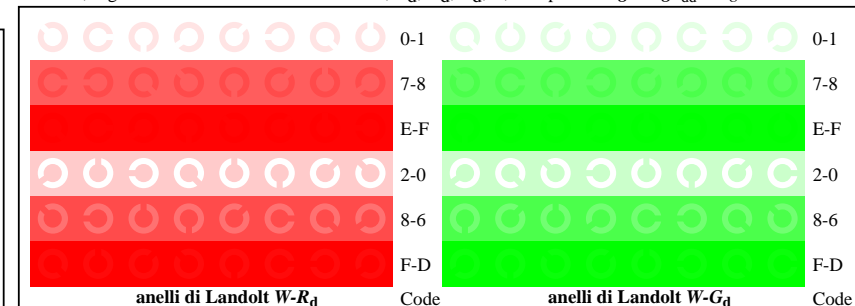 0-1 0-1
7-8 7-8
E-F E-F
2-0 2-0
8-6 8-6
F-D F-D
anelli di Landolt W-Rd Code anelli di Landolt W-Gd Code